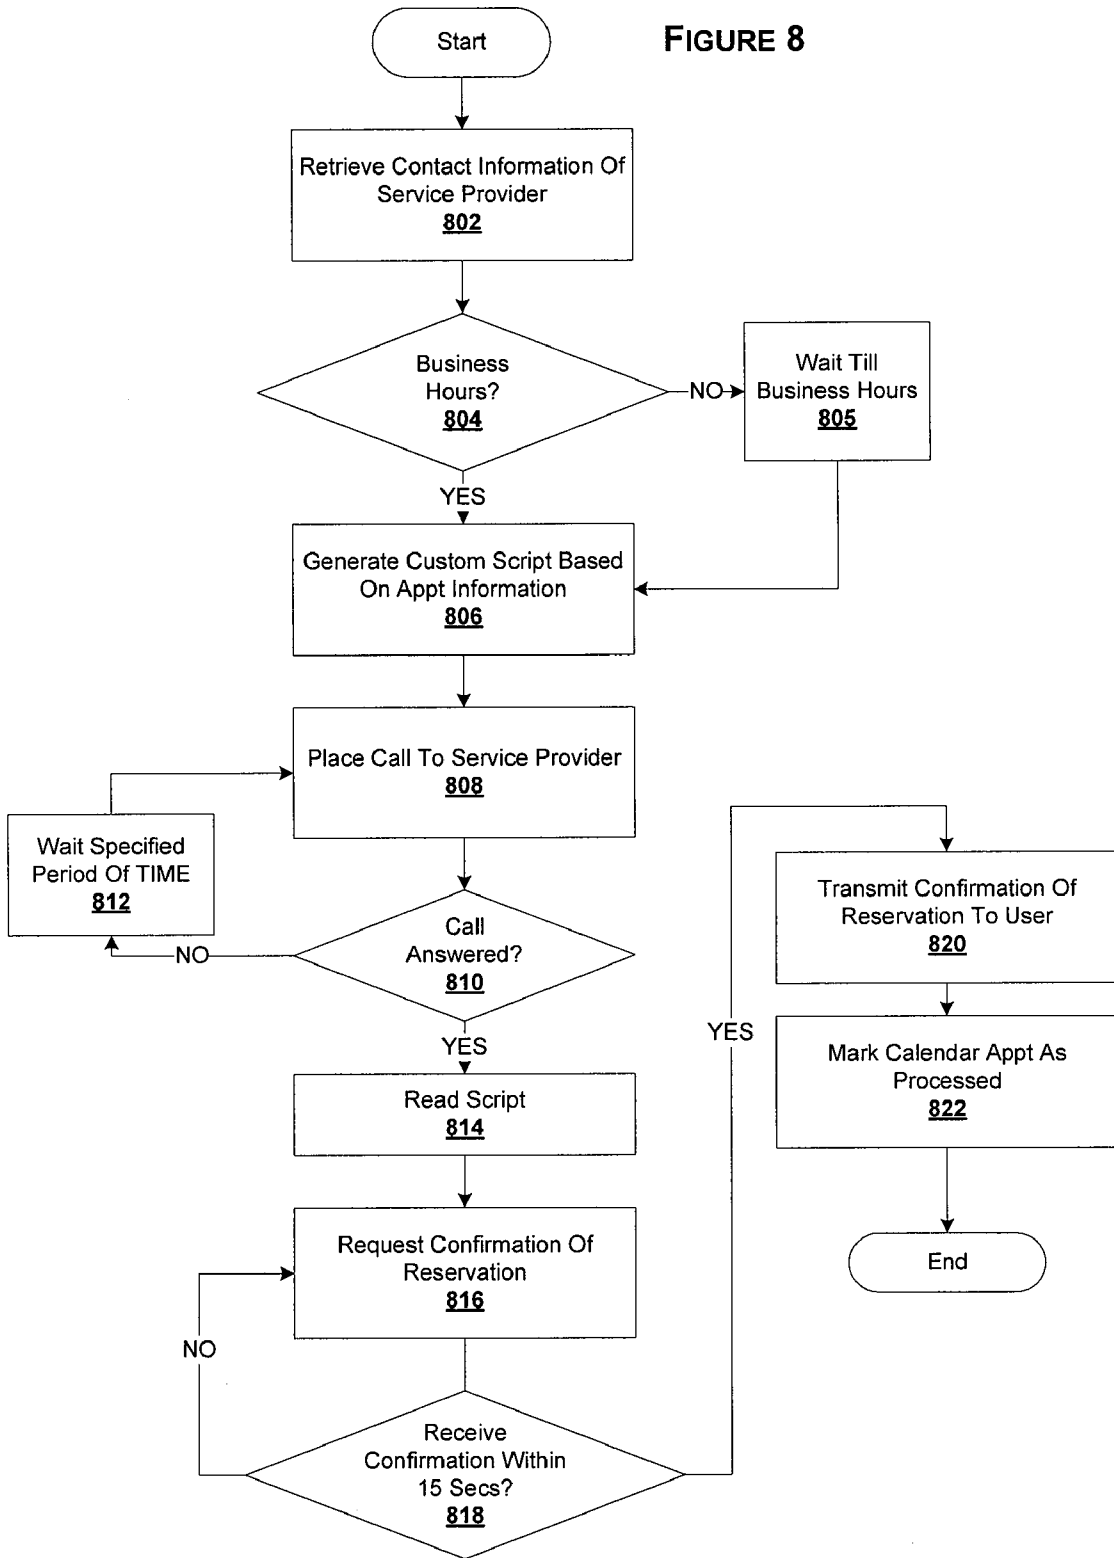 FIGURE 8
Start
Retrieve Contact Information Of
Service Provider
802
Business
Hours?
804
NO
Wait Till
Business Hours
805
YES
Generate Custom Script Based
On Appt Information
806
Place Call To Service Provider
808
Wait Specified
Period Of TIME
812
Call
Answered?
810
NO
YES
Read Script
814
Request Confirmation Of
Reservation
816
NO
Receive
Confirmation Within
15 Secs?
818
YES
Transmit Confirmation Of
Reservation To User
820
Mark Calendar Appt As
Processed
822
End